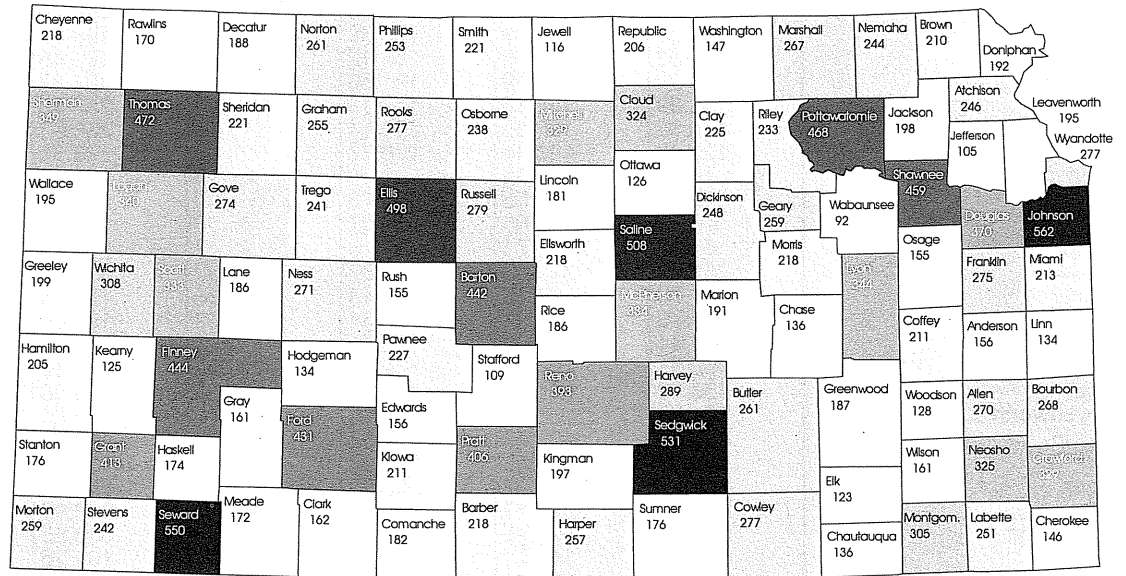 Cheyenne
218
Rawlins
170
Decatur
188
Norton
261
Phillips
253
Smith
221
Jewell
116
Republic
206
Washington
147
Marshall
267
Nemaha
244
Brown
210
Doniphan
192
Sherman
349
Thomas
472
Sheridan
221
Graham
255
Rooks
277
Osborne
238
Mitchell
Cloud
324
Clay
225
Riley
233
Pottawatomie
468
Jackson
198
Atchison
246
Leavenworth
195
Jefferson
105
Wyandotte
277
Wallace
195
Logan
Gove
274
Trego
241
Ellis
498
Russell
279
Lincoln
181
Ottawa
126
Dickinson
248
Geary
259
Wabaunsee
92
Shawnee
459
Douglas
370
Johnson
562
Saline
508
Ellsworth
218
Morris
218
Osage
155
Franklin
275
Miami
213
Greeley
199
Wichita
308
Scott
333
Lane
186
Ness
271
Rush
155
Barton
442
Rice
186
McPherson
334
Marion
191
Chase
136
Lyon
344
Coffey
211
Anderson
156
Linn
134
Hamilton
205
Kearny
125
Finney
444
Hodgeman
134
Pawnee
227
Stafford
109
Reno
393
Harvey
289
Butler
261
Greenwood
187
Woodson
128
Allen
270
Bourbon
268
Gray
161
Ford
431
Edwards
156
Sedgwick
531
Stanton
176
Grant
413
Haskell
174
Kiowa
211
Pratt
406
Kingman
197
Wilson
161
Neosho
325
Crawford
Elk
123
Morton
259
Stevens
242
Seward
550
Meade
172
Clark
162
Comanche
182
Barber
218
Harper
257
Sumner
176
Cowley
277
Chautauqua
136
Montgom.
305
Labette
251
Cherokee
146